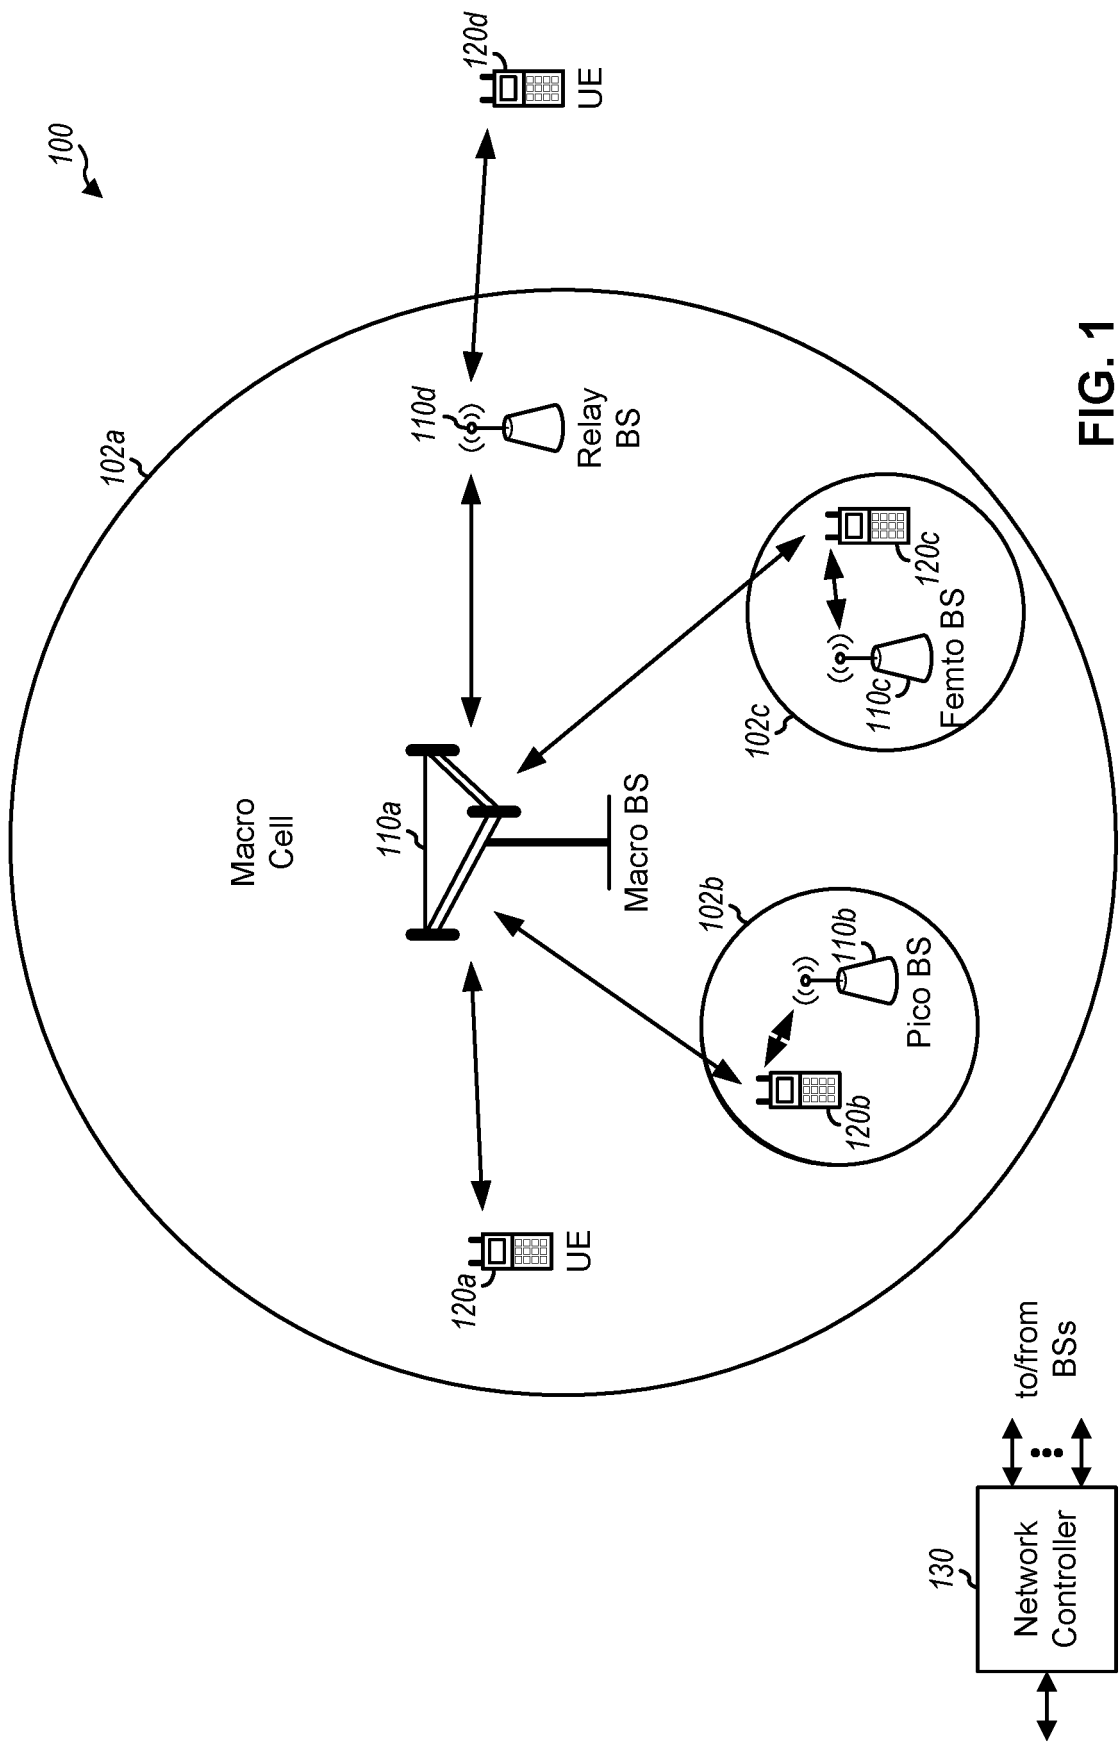 100
102a
Macro
Cell
110a
110d
120d
120a
UE
Macro BS
Relay
BS
UE
102b
102c
110b
120b
Pico BS
110c
120c
Femto BS
130
Network
Controller
to/from
BSs
FIG. 1